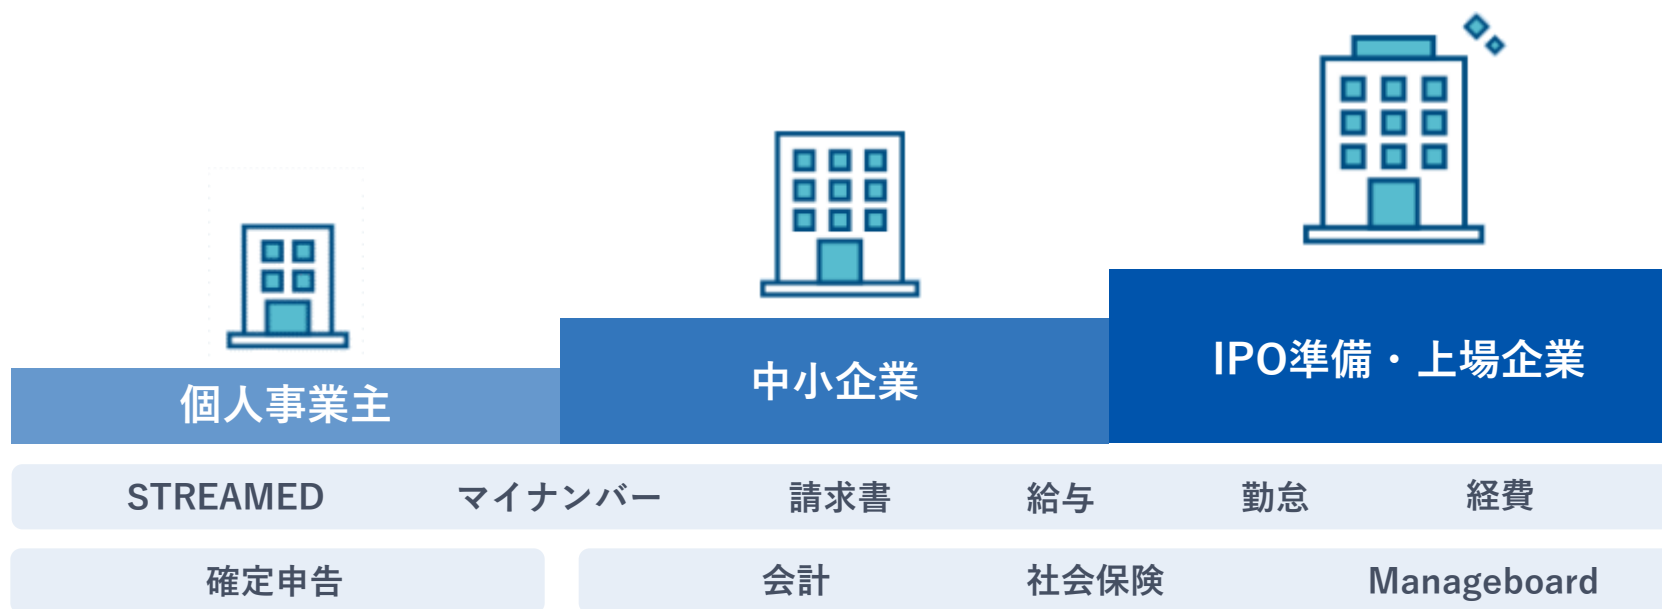 個人事業主
中小企業
IPO準備・上場企業
STREAMED マイナンバー 請求書 給与 勤怠 経費
確定申告 会計 社会保険 Manageboard